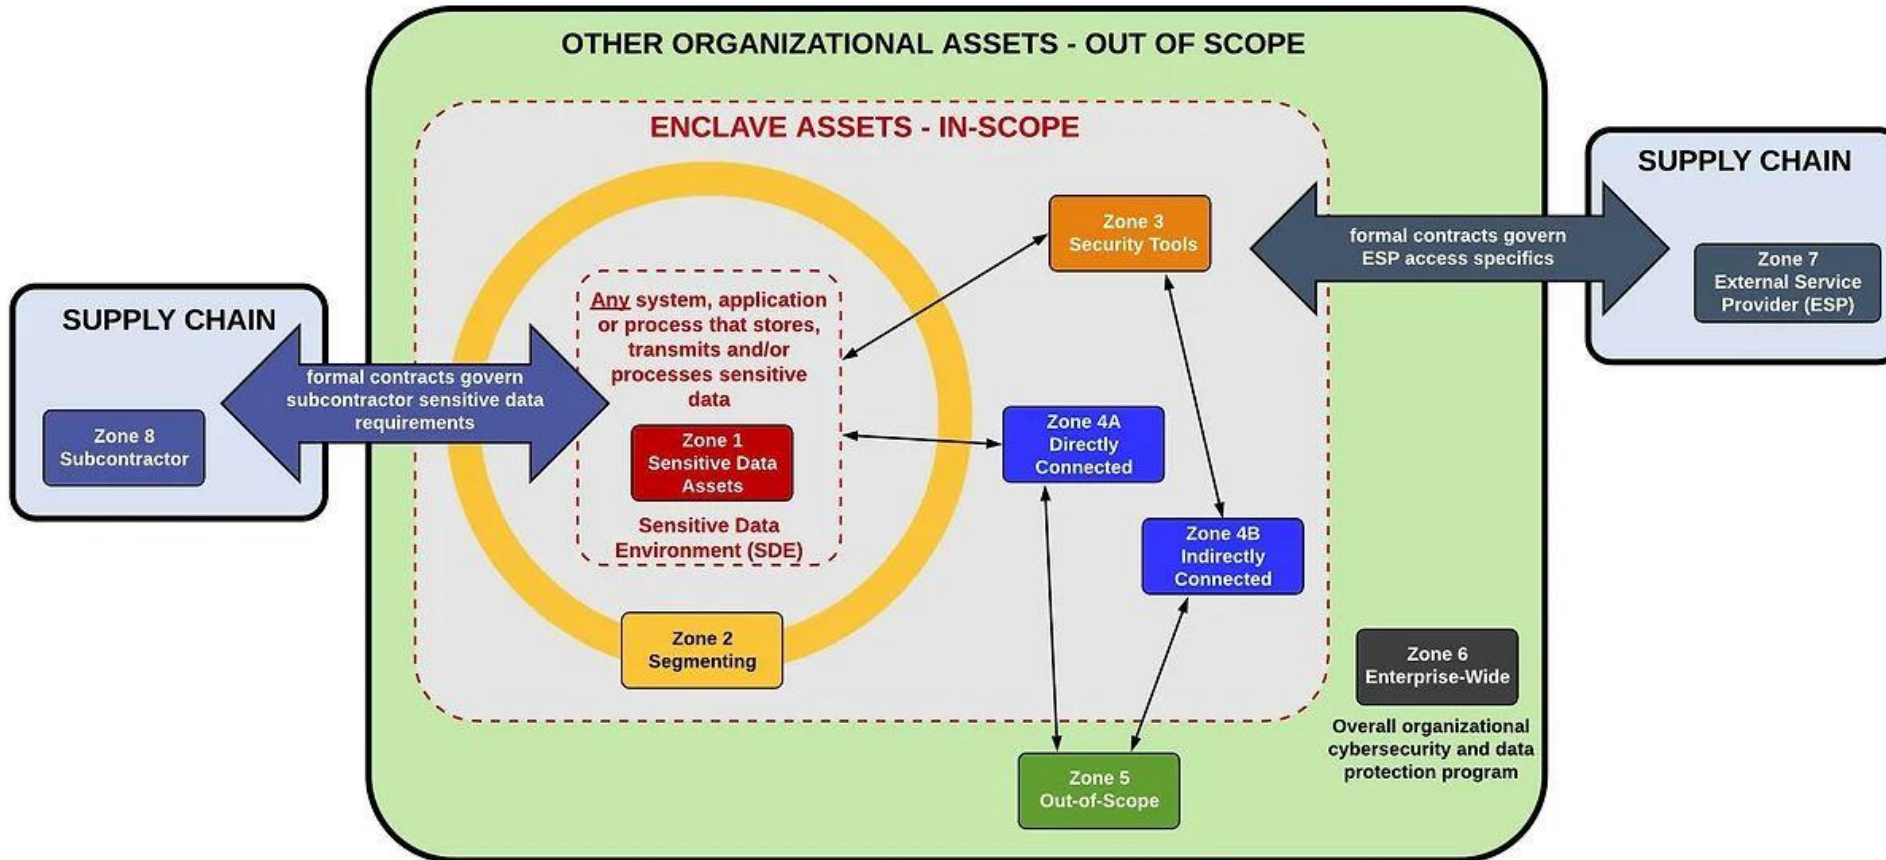 OTHER ORGANIZATIONAL ASSETS - OUT OF SCOPE
ENCLAVE ASSETS - IN-SCOPE
SUPPLY CHAIN
Zone 8
Subcontractor
formal contracts govern
subcontractor sensitive data
requirements
Any system, application
or process that stores,
transmits and/or
processes sensitive
data
Zone 1
Sensitive Data
Assets
Sensitive Data
Environment (SDE)
Zone 2
Segmenting
Zone 3
Security Tools
Zone 4A
Directly
Connected
Zone 4B
Indirectly
Connected
Zone 5
Out-of-Scope
Zone 6
Enterprise-Wide
Overall organizational
cybersecurity and data
protection program
formal contracts govern
ESP access specifics
SUPPLY CHAIN
Zone 7
External Service
Provider (ESP)